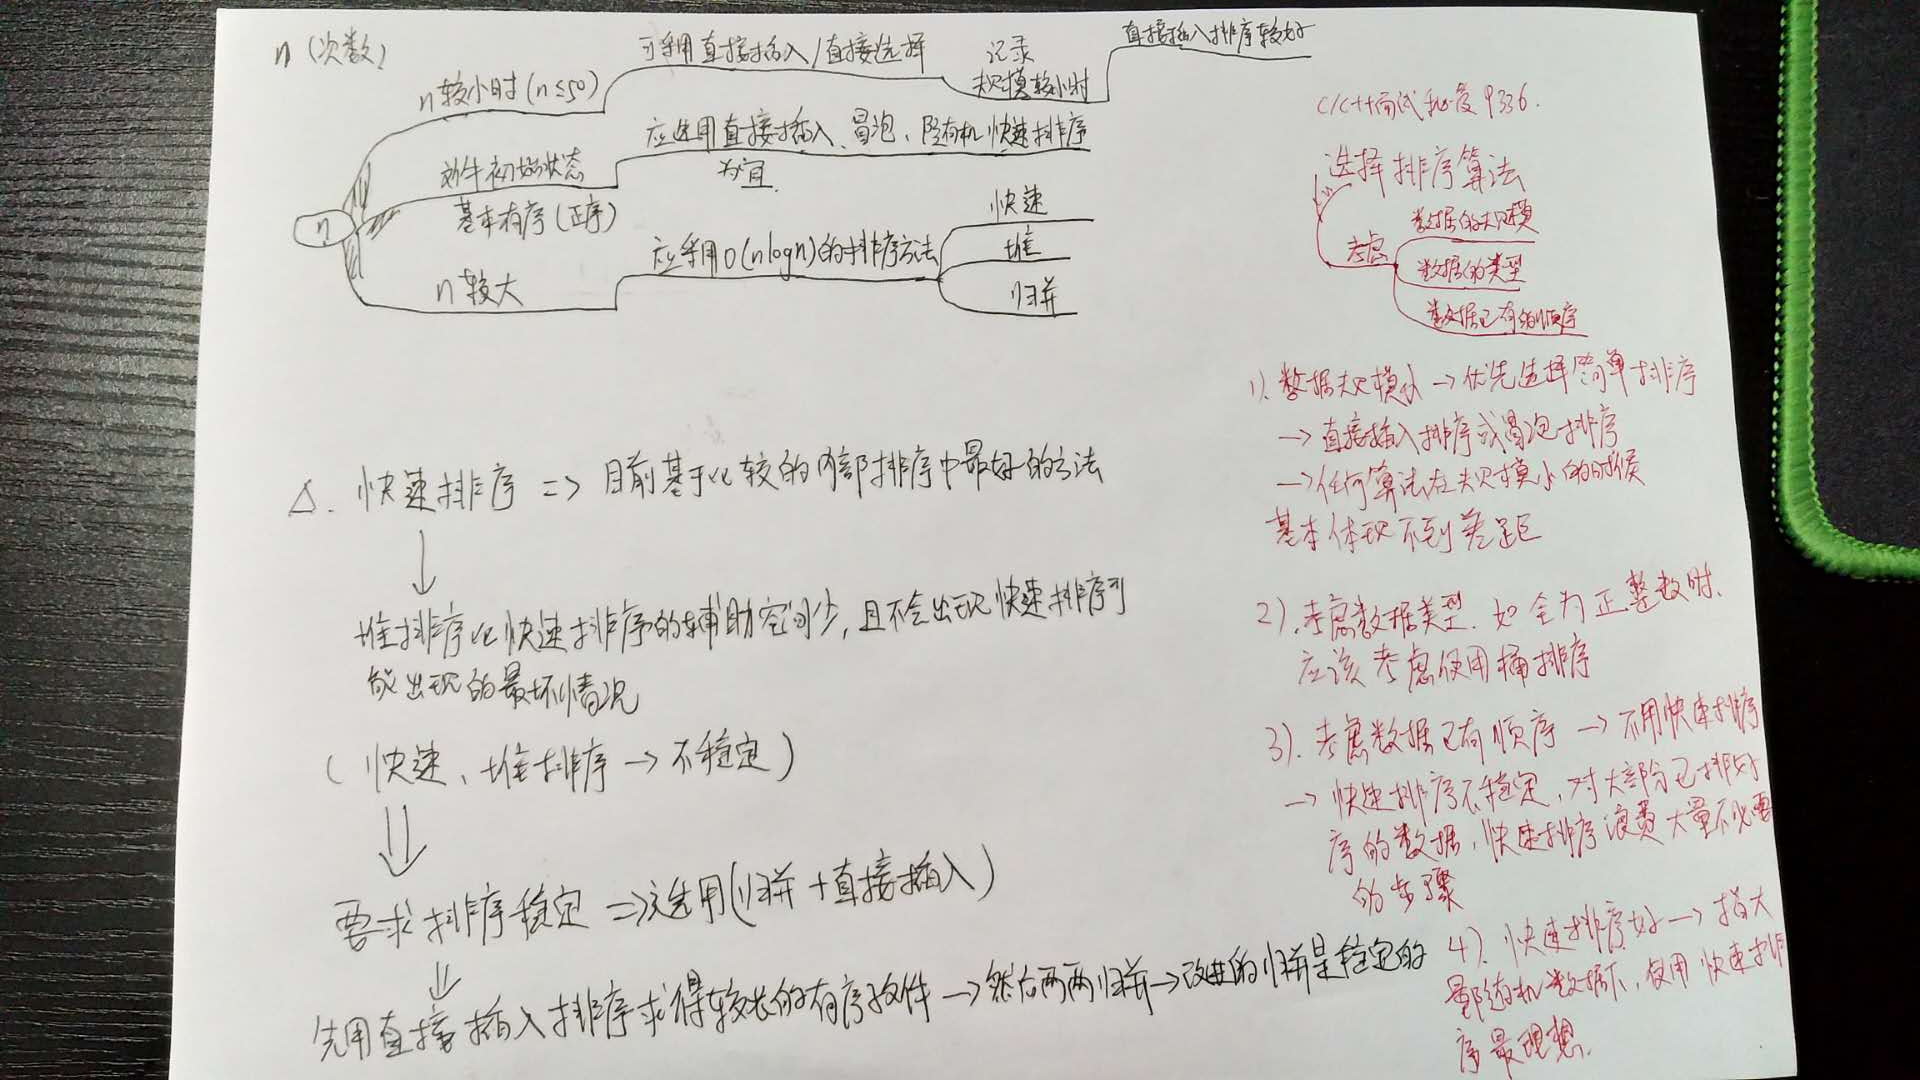 n (次数)
n较小时(n≤50)
可采用直接插入/直接选择
记录
规模较小时
直接插入排序较好
文件初始状态
基本有序(正序)
应选用直接插入、冒泡、随机快速排序
为宜.
n
n较大
应采用O(nlogn)的排序方法
快速
堆
归并
△. 快速排序 => 目前基于比较的内部排序中最好的方法
↓
堆排序比快速排序的辅助空间少,且不会出现快速排序可
能出现的最坏情况
(快速、堆排序→不稳定)
⇓
要求排序稳定 =>选用(归并+直接插入)
⇓
先用直接插入排序求得较长的有序文件→然后两两归并→改进的归并是稳定的
C/C++面试秘笈 P336.
选择排序算法
考虑
数据的规模
数据的类型
数据已有的顺序
1).数据规模小→优先选择简单排序
→直接插入排序或冒泡排序
→任何算法在规模小的时候
基本体现不到差距
2).考虑数据类型.如全为正整数时.
应该考虑使用桶排序
3).考虑数据已有顺序→不用快速排序
→快速排序不稳定,对大部分已排好
序的数据,快速排序浪费大量不必要
的步骤
4).快速排序好→指大
量随机数据下,使用快速排
序最理想.